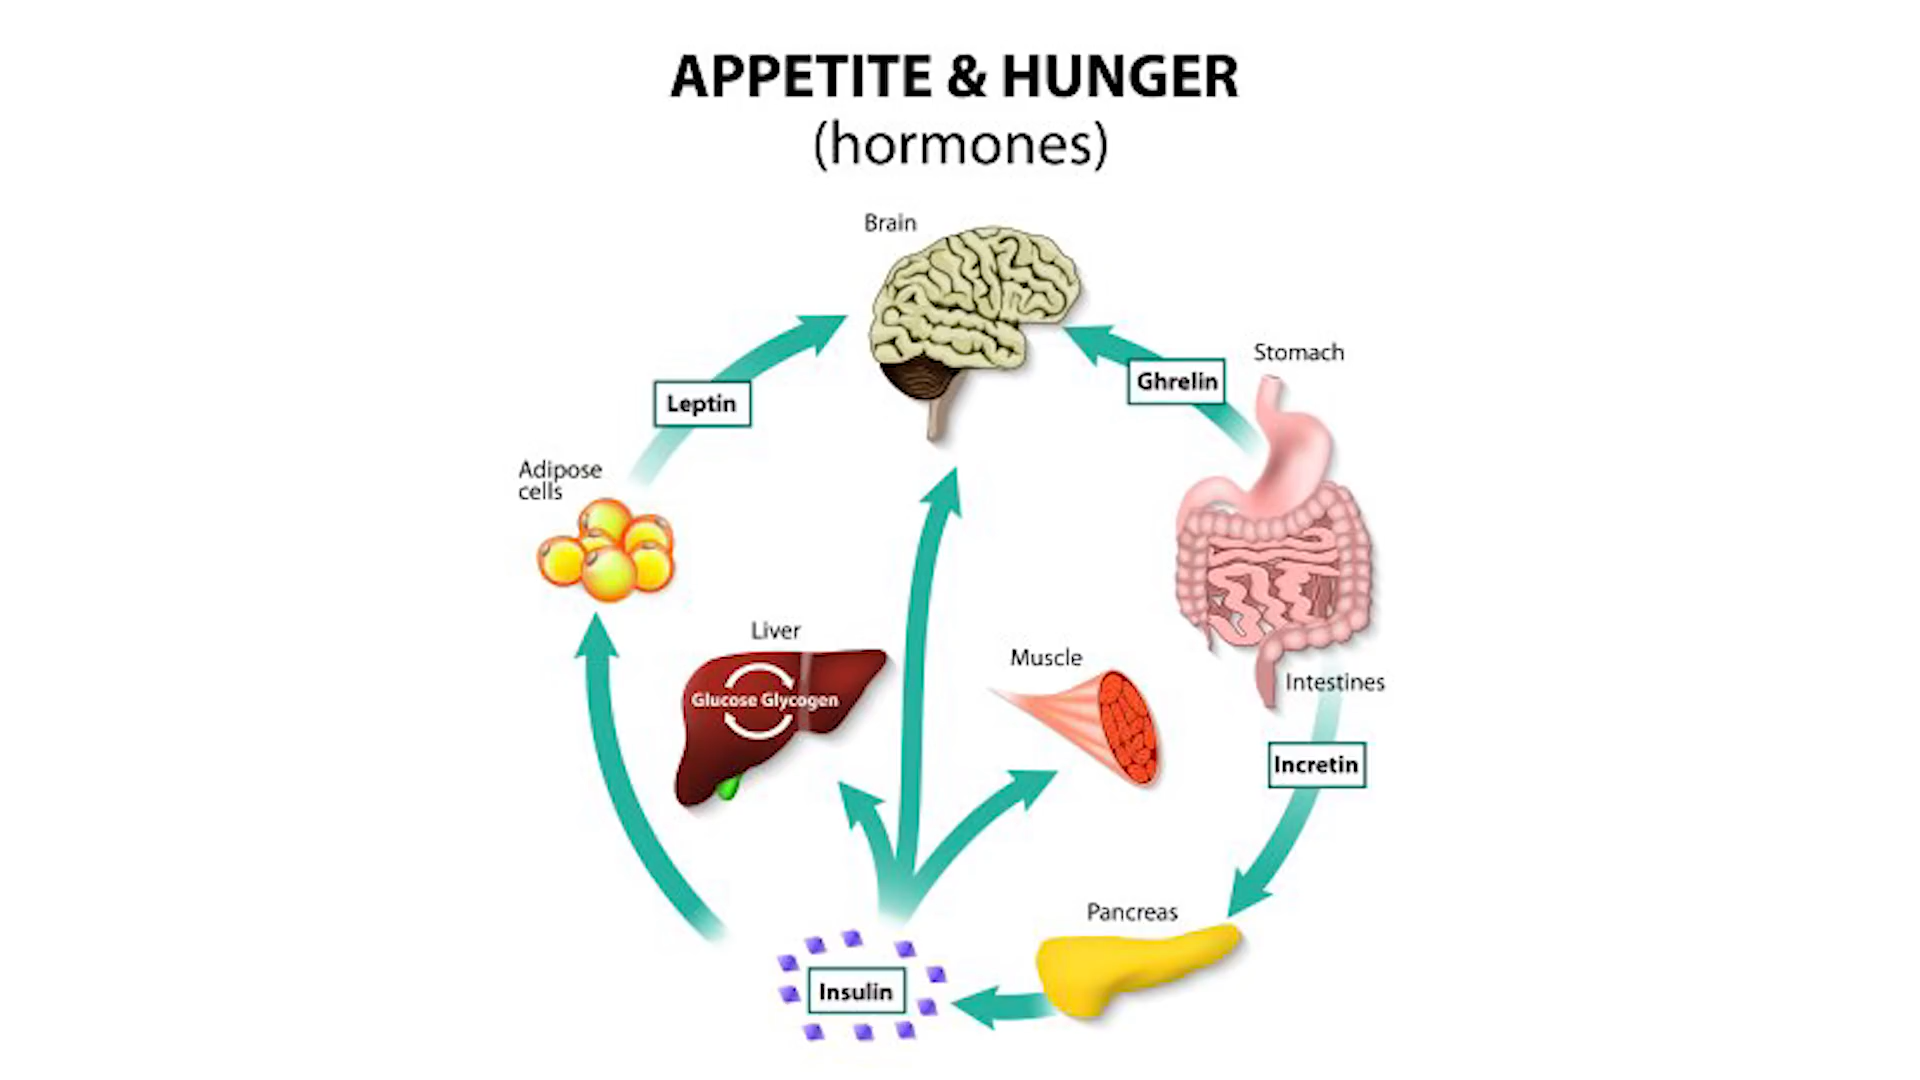 APPETITE & HUNGER
(hormones)
Brain
Stomach
Ghrelin
Leptin
Adipose
cells
Liver
Glucose Glycogen
Muscle
Intestines
Incretin
Pancreas
Insulin